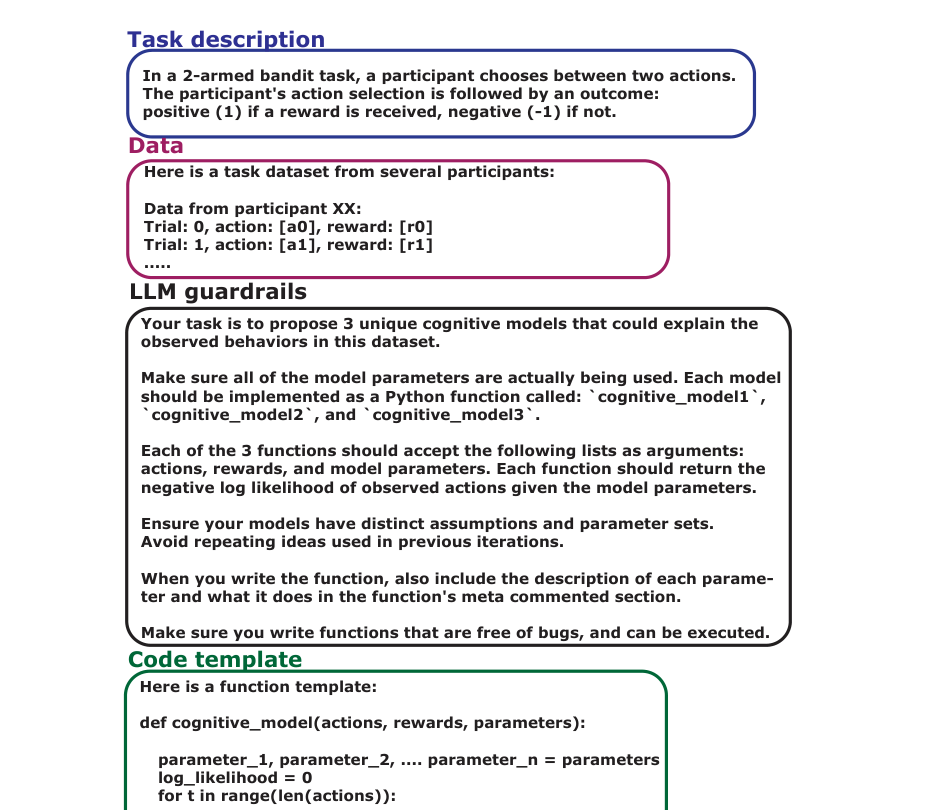 Task description
In a 2-armed bandit task, a participant chooses between two actions.
The participant's action selection is followed by an outcome:
positive (1) if a reward is received, negative (-1) if not.
Data
Here is a task dataset from several participants:
Data from participant XX:
Trial: 0, action: [a0], reward: [r0]
Trial: 1, action: [a1], reward: [r1]
.....
LLM guardrails
Your task is to propose 3 unique cognitive models that could explain the
observed behaviors in this dataset.
Make sure all of the model parameters are actually being used. Each model
should be implemented as a Python function called: `cognitive_model1`,
`cognitive_model2`, and `cognitive_model3`.
Each of the 3 functions should accept the following lists as arguments:
actions, rewards, and model parameters. Each function should return the
negative log likelihood of observed actions given the model parameters.
Ensure your models have distinct assumptions and parameter sets.
Avoid repeating ideas used in previous iterations.
When you write the function, also include the description of each parame-
ter and what it does in the function's meta commented section.
Make sure you write functions that are free of bugs, and can be executed.
Code template
Here is a function template:
def cognitive_model(actions, rewards, parameters):
parameter_1, parameter_2, .... parameter_n = parameters
log_likelihood = 0
for t in range(len(actions)):